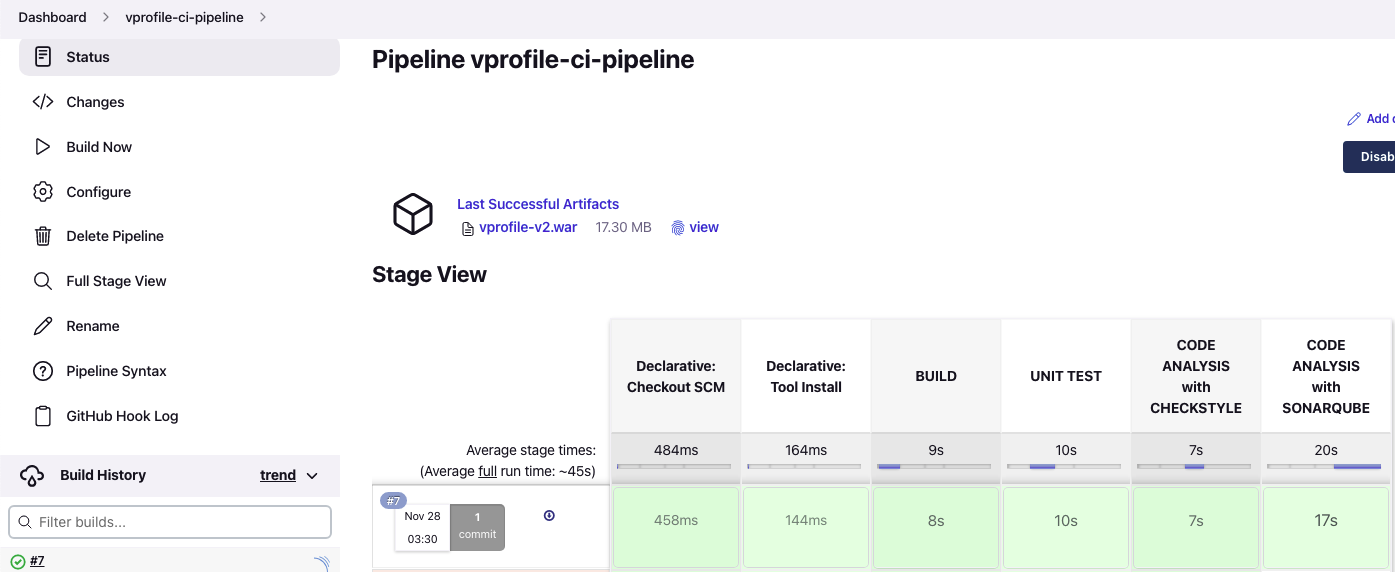 Dashboard > vprofile-ci-pipeline >
Status
Changes
Build Now
Configure
Delete Pipeline
Full Stage View
Rename
Pipeline Syntax
GitHub Hook Log
Build History trend
Filter builds...
#7
Pipeline vprofile-ci-pipeline
Add
Disab
Last Successful Artifacts
vprofile-v2.war 17.30 MB view
Stage View
Declarative:
Checkout SCM
Declarative:
Tool Install
BUILD
UNIT TEST
CODE
ANALYSIS
with
CHECKSTYLE
CODE
ANALYSIS
with
SONARQUBE
Average stage times:
(Average full run time: ~45s)
484ms
164ms
9s
10s
7s
20s
#7
Nov 28
03:30
1
commit
458ms
144ms
8s
10s
7s
17s